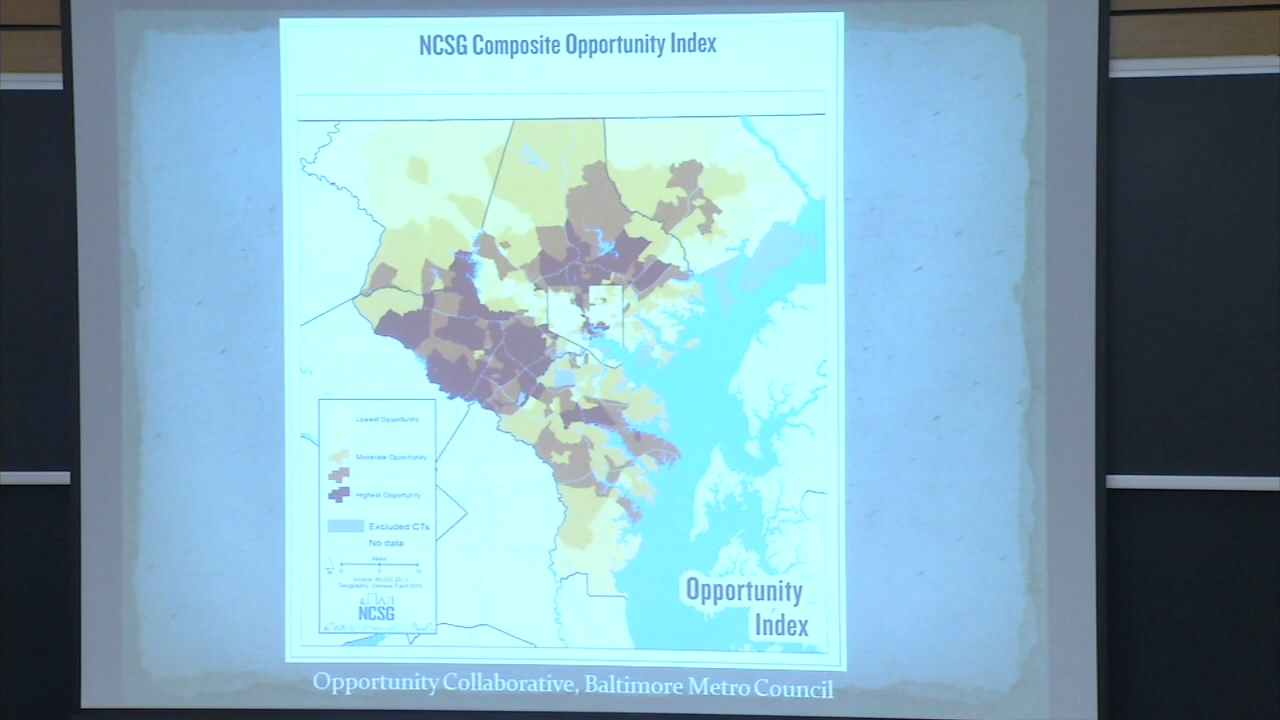 NCSG Composite Opportunity Index
Lowest Opportunity
Moderate Opportunity
Highest Opportunity
Excluded CTs
No data
Miles
NCSG
Opportunity
Index
Opportunity Collaborative, Baltimore Metro Council